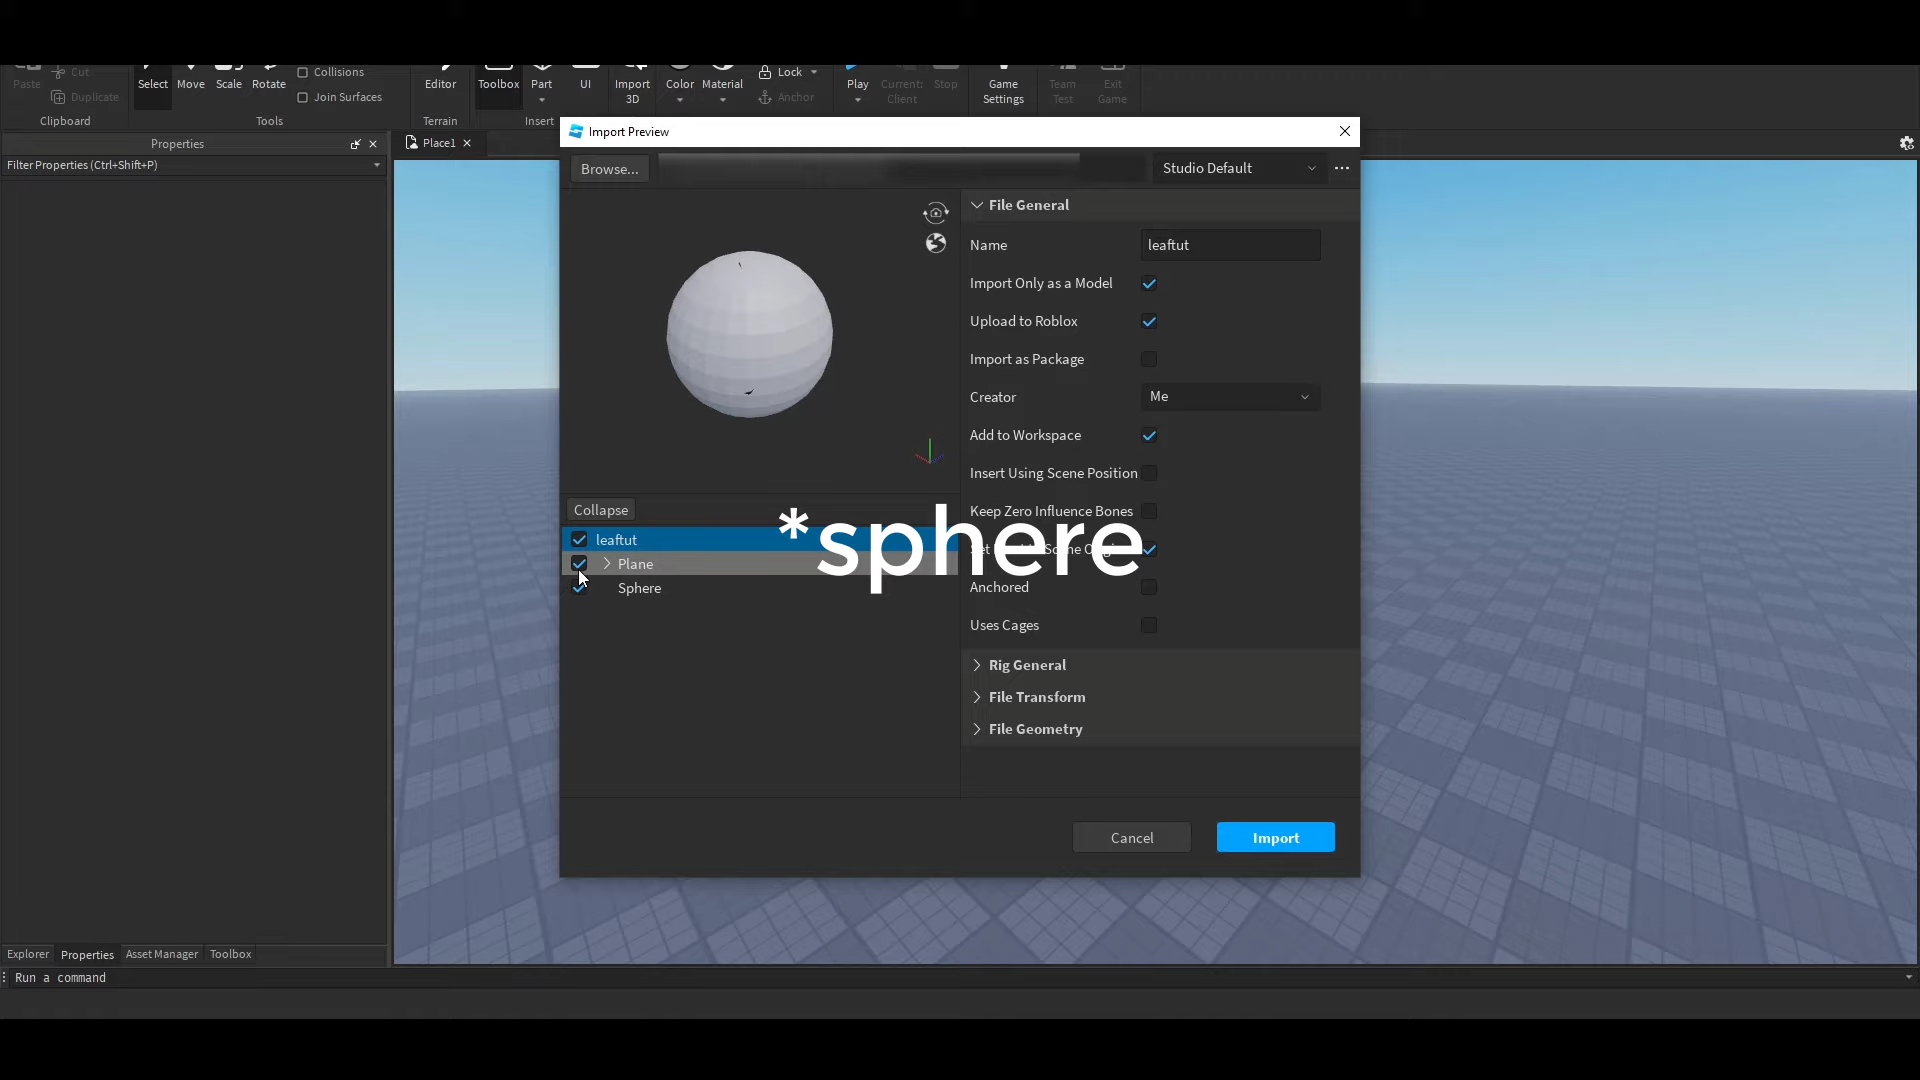 Paste
Cut
Duplicate
Clipboard
Select
Move
Scale
Rotate
Collisions
Join Surfaces
Tools
Editor
Terrain
Toolbox
Part
UI
Import
3D
Insert
Color
Material
Lock
Anchor
Play
Current:
Client
Stop
Game
Settings
Team
Test
Exit
Game
Properties
Filter Properties (Ctrl+Shift+P)
Place1
Import Preview
Browse...
Studio Default
File General
Name
leaftut
Import Only as a Model
Upload to Roblox
Import as Package
Creator
Me
Add to Workspace
Insert Using Scene Position
Keep Zero Influence Bones
Anchored
Uses Cages
Rig General
File Transform
File Geometry
Collapse
leaftut
Plane
Sphere
*sphere
Cancel
Import
Explorer
Properties
Asset Manager
Toolbox
Run a command